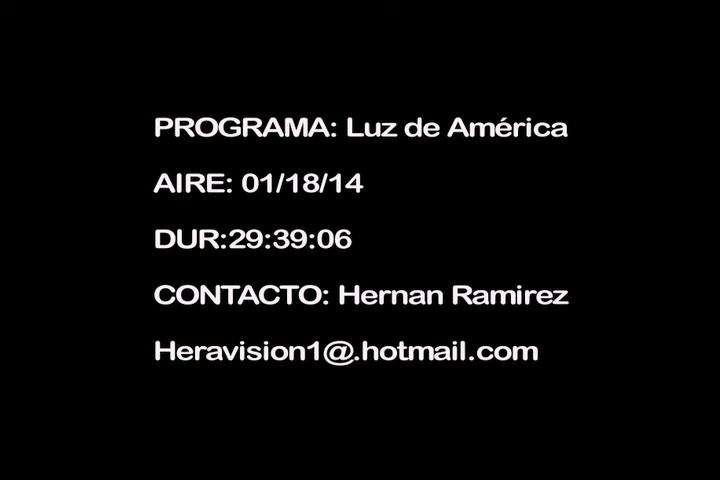 PROGRAMA: Luz de América
AIRE: 01/18/14
DUR:29:39:06
CONTACTO: Hernan Ramirez
Heravision1@.hotmail.com